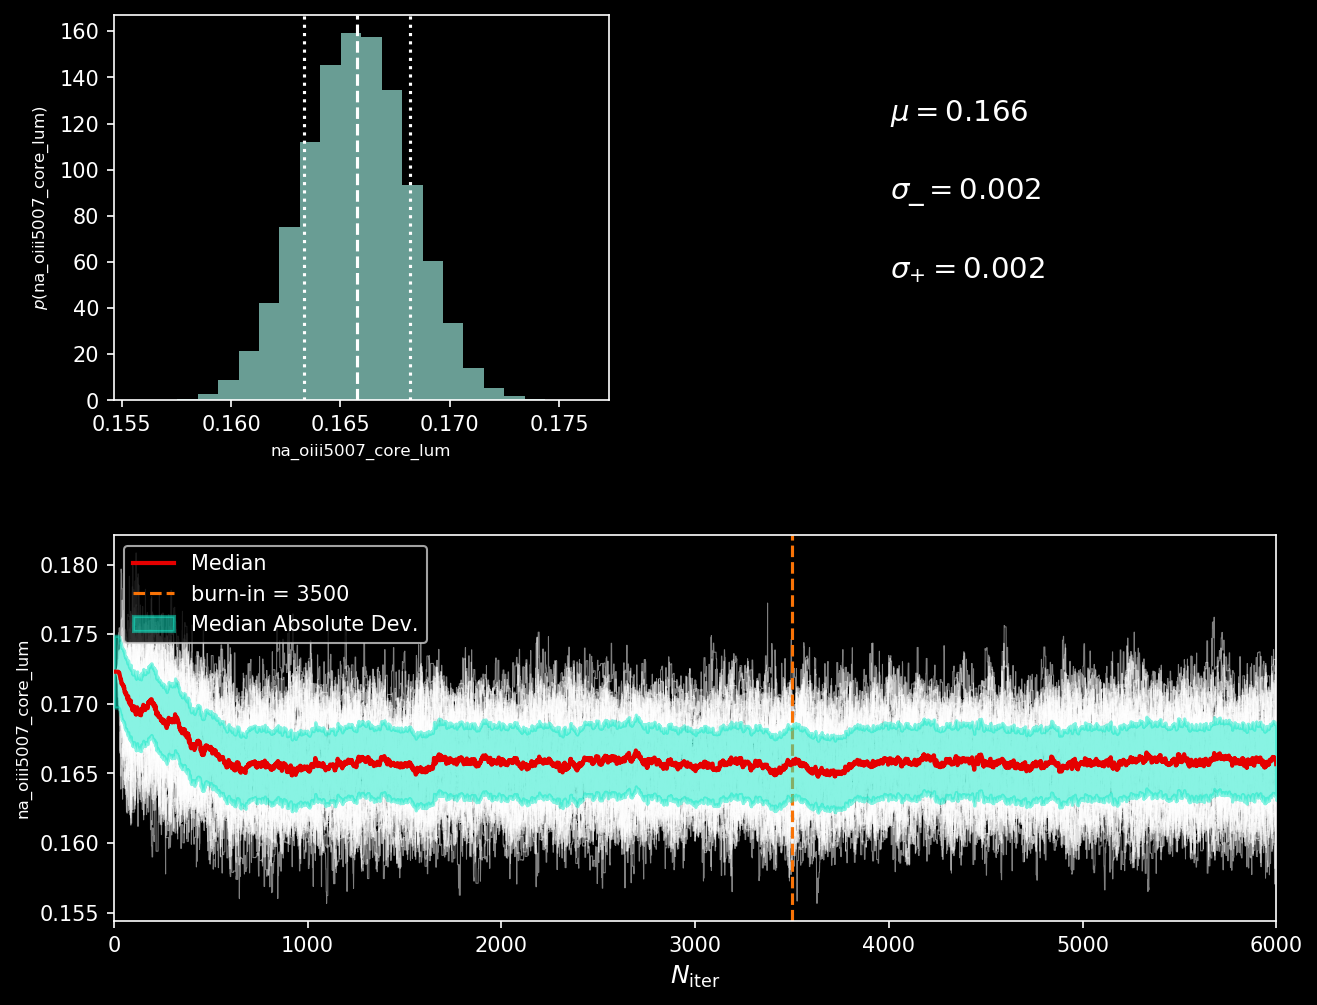 160
140
120
100
80
60
40
20
0
p(na_oiii5007_core_lum)
0.155 0.160 0.165 0.170 0.175
na_oiii5007_core_lum
μ = 0.166
σ₋ = 0.002
σ₊ = 0.002
0.180
0.175
0.170
0.165
0.160
0.155
na_oiii5007_core_lum
Median
burn-in = 3500
Median Absolute Dev.
0 1000 2000 3000 4000 5000 6000
N_iter